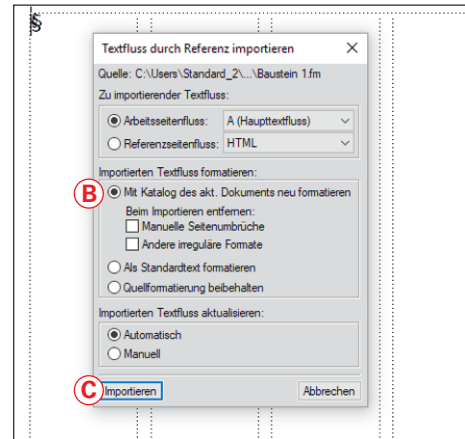 §
Textfluss durch Referenz importieren
Quelle: C:\Users\Standard_2\...\Baustein 1.fm
Zu importierender Textfluss:
Arbeitsseitenfluss: A (Haupttextfluss)
Referenzseitenfluss: HTML
Importierten Textfluss formatieren:
B Mit Katalog des akt. Dokuments neu formatieren
Beim Importieren entfernen:
Manuelle Seitenumbrüche
Andere irreguläre Formate
Als Standardtext formatieren
Quellformatierung beibehalten
Importierten Textfluss aktualisieren:
Automatisch
Manuell
C Importieren Abbrechen